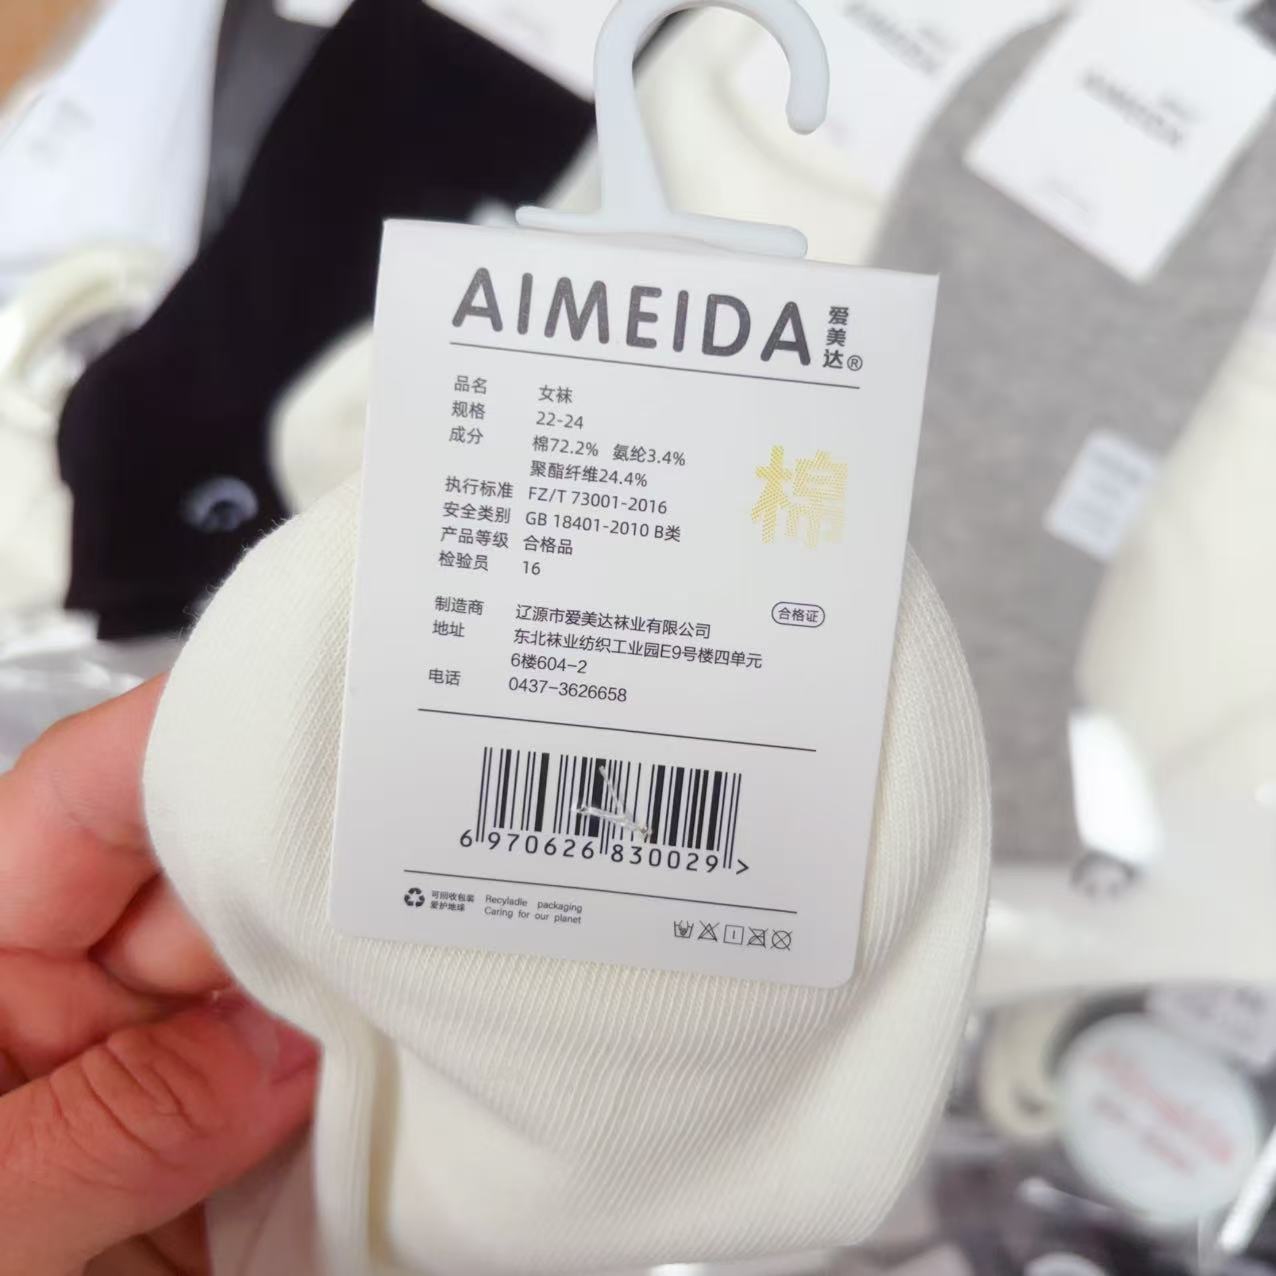 AIMEIDA 爱美达®
品名 女袜
规格 22-24
成分 棉72.2% 氨纶3.4%
聚酯纤维24.4%
执行标准 FZ/T 73001-2016
安全类别 GB 18401-2010 B类
产品等级 合格品
检验员 16
棉
合格证
制造商 辽源市爱美达袜业有限公司
地址 东北袜业纺织工业园E9号楼四单元
6楼604-2
电话 0437-3626658
6 970626 830029 >
可回收包装 Recyladle packaging
爱护地球 Caring for our planet
AIMEIDA
AIMEIDA